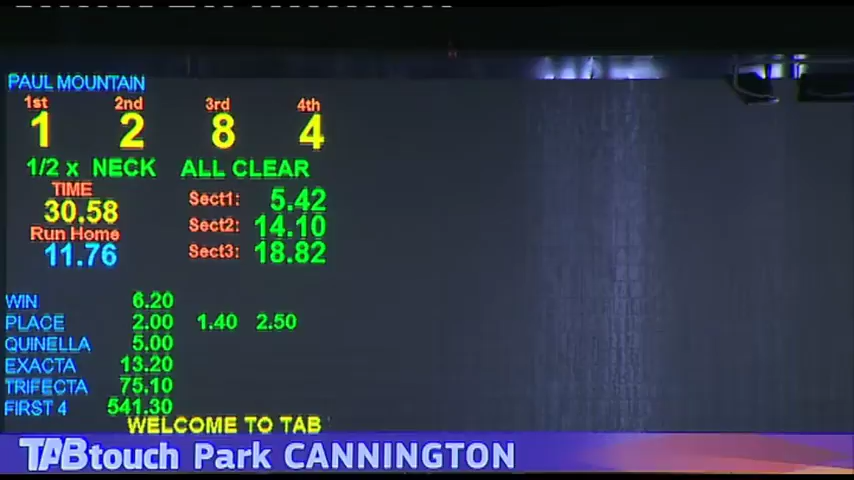 PAUL MOUNTAIN
1st 2nd 3rd 4th
1 2 8 4
1/2 x NECK ALL CLEAR
TIME
30.58
Run Home
11.76
Sect1: 5.42
Sect2: 14.10
Sect3: 18.82
WIN 6.20
PLACE 2.00 1.40 2.50
QUINELLA 5.00
EXACTA 13.20
TRIFECTA 75.10
FIRST 4 541.30
WELCOME TO TAB
TABtouch Park CANNINGTON